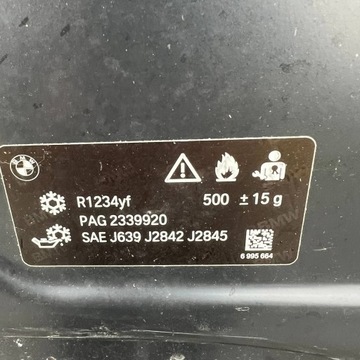 R1234yf 500 ± 15 g
PAG 2339920
SAE J639 J2842 J2845
6 995 664